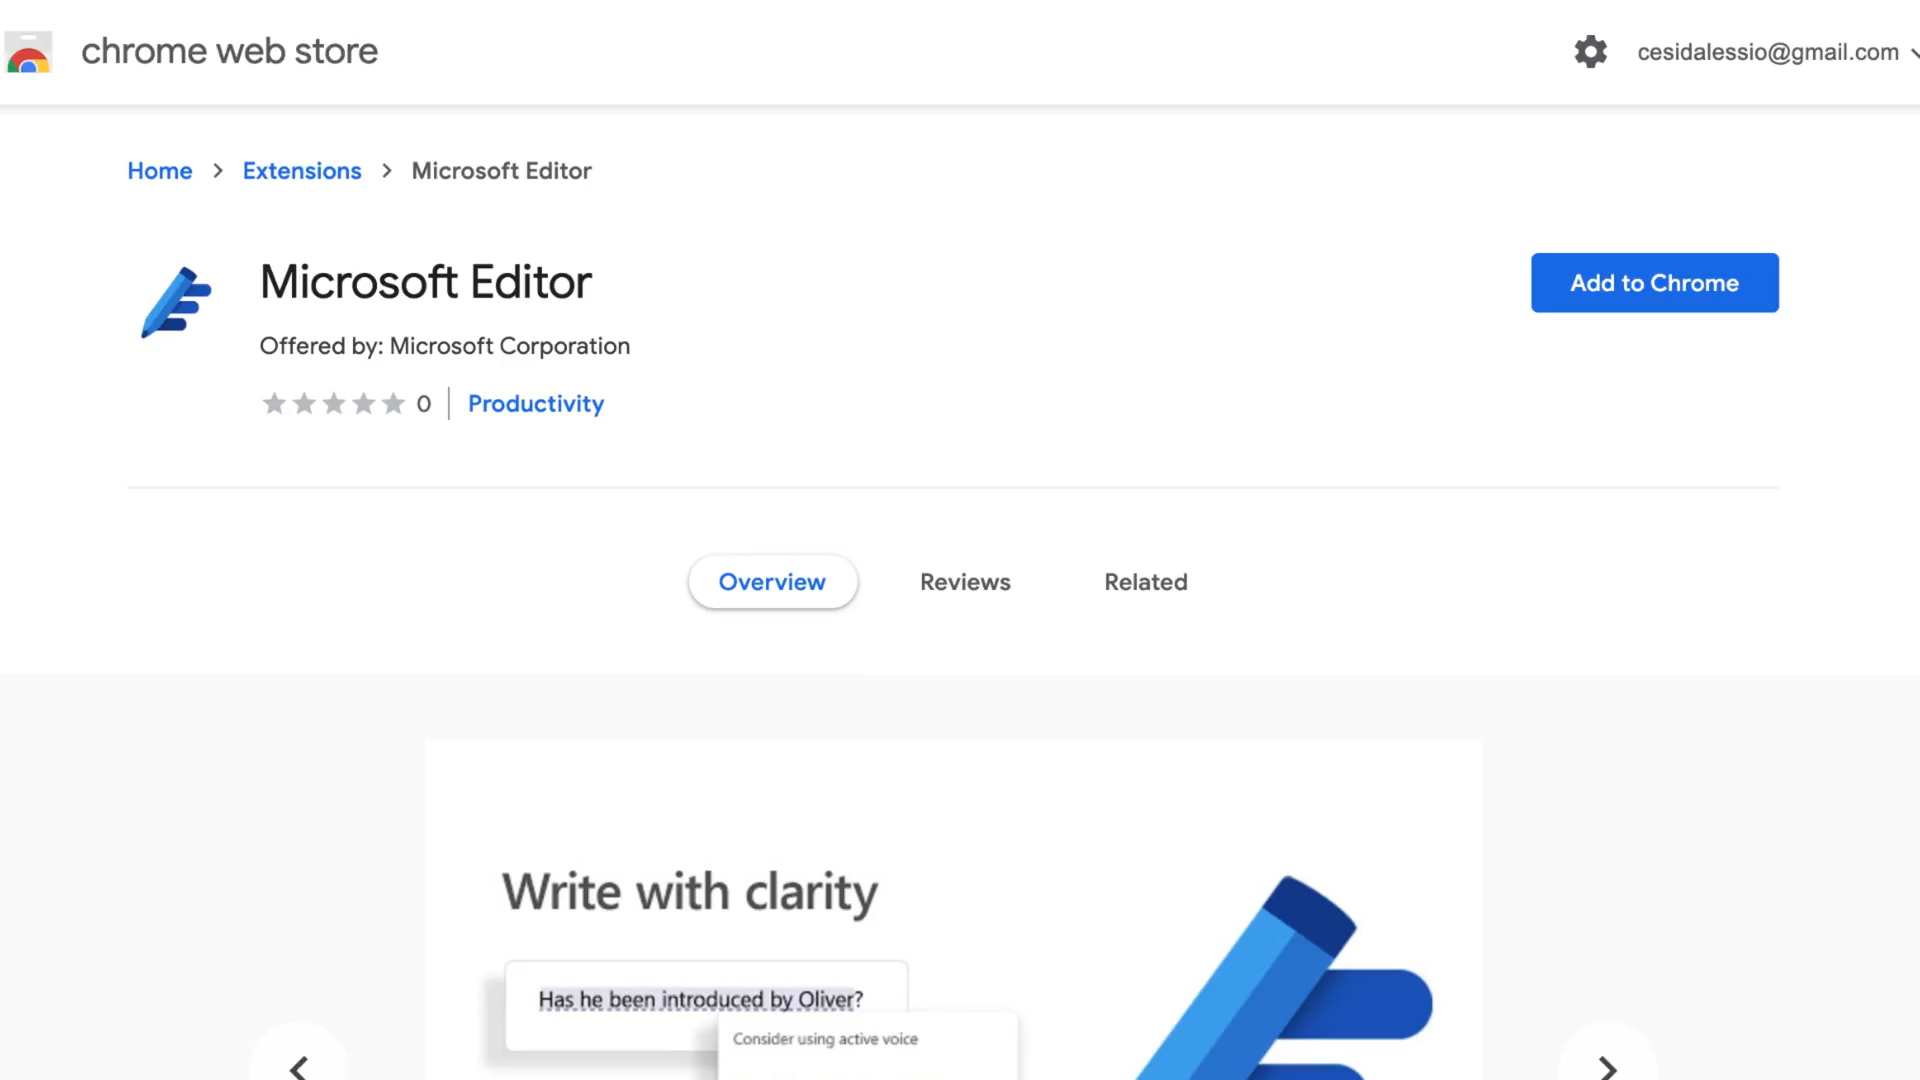 chrome web store
cesidalessio@gmail.com
Home > Extensions > Microsoft Editor
Microsoft Editor
Add to Chrome
Offered by: Microsoft Corporation
0 | Productivity
Overview Reviews Related
Write with clarity
Has he been introduced by Oliver?
Consider using active voice